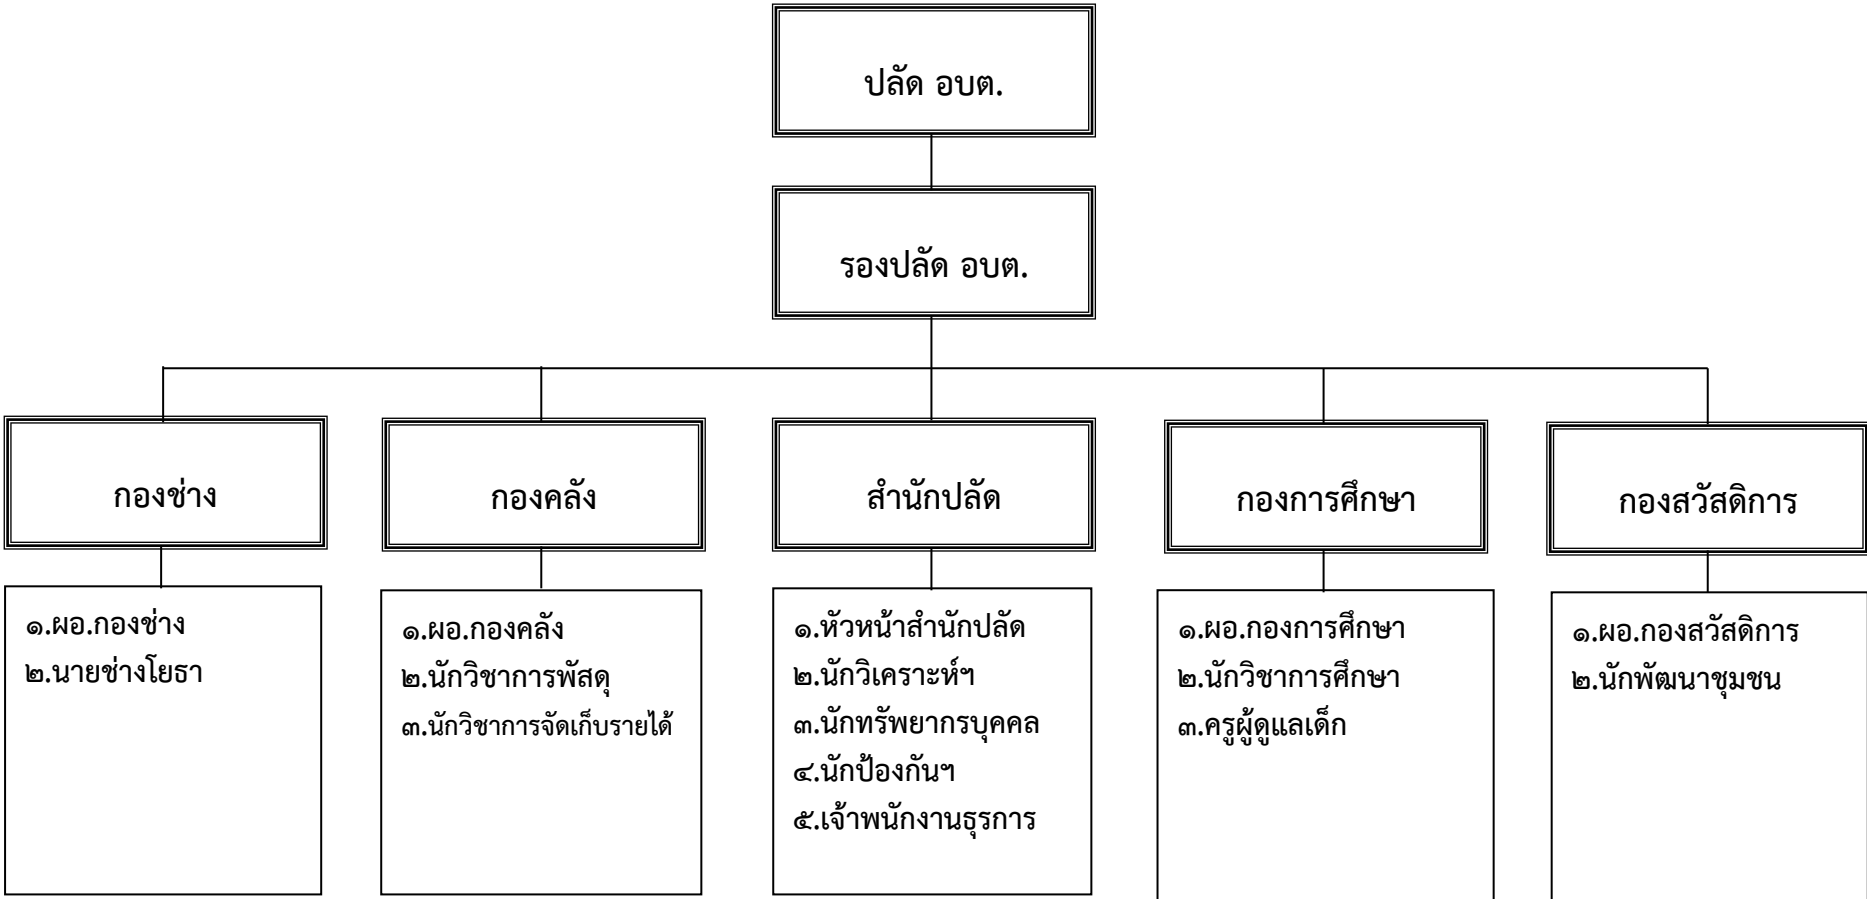 ปลัด อบต.
รองปลัด อบต.
กองช่าง
กองคลัง
สำนักปลัด
กองการศึกษา
กองสวัสดิการ
๑.ผอ.กองช่าง
๒.นายช่างโยธา
๑.ผอ.กองคลัง
๒.นักวิชาการพัสดุ
๓.นักวิชาการจัดเก็บรายได้
๑.หัวหน้าสำนักปลัด
๒.นักวิเคราะห์ฯ
๓.นักทรัพยากรบุคคล
๔.นักป้องกันฯ
๕.เจ้าพนักงานธุรการ
๑.ผอ.กองการศึกษา
๒.นักวิชาการศึกษา
๓.ครูผู้ดูแลเด็ก
๑.ผอ.กองสวัสดิการ
๒.นักพัฒนาชุมชน